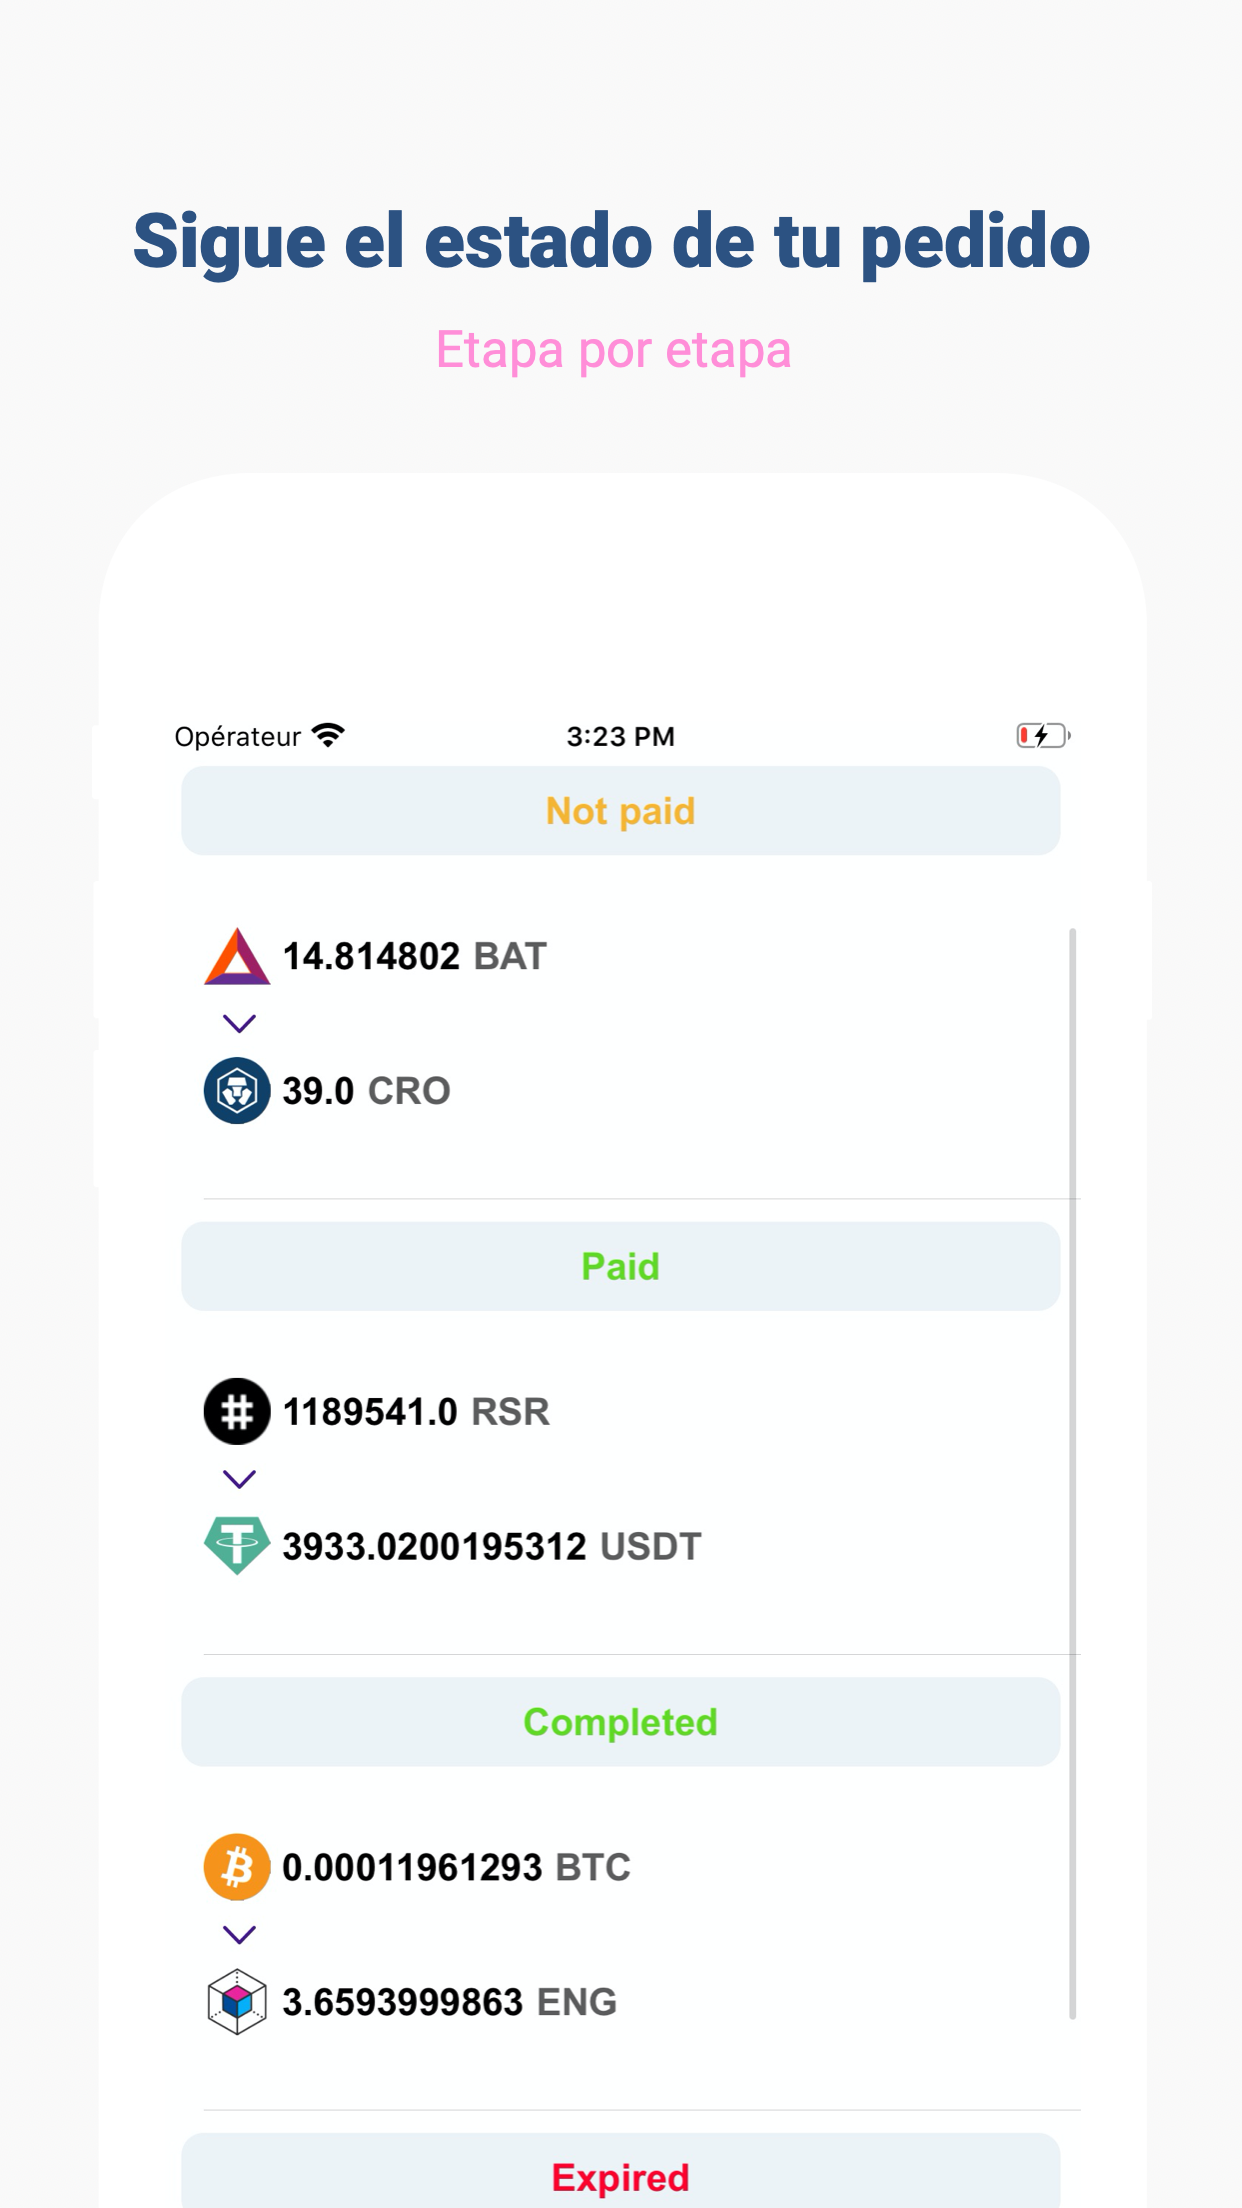 Sigue el estado de tu pedido
Etapa por etapa
Opérateur 3:23 PM
Not paid
14.814802 BAT
39.0 CRO
Paid
1189541.0 RSR
3933.0200195312 USDT
Completed
0.00011961293 BTC
3.6593999863 ENG
Expired